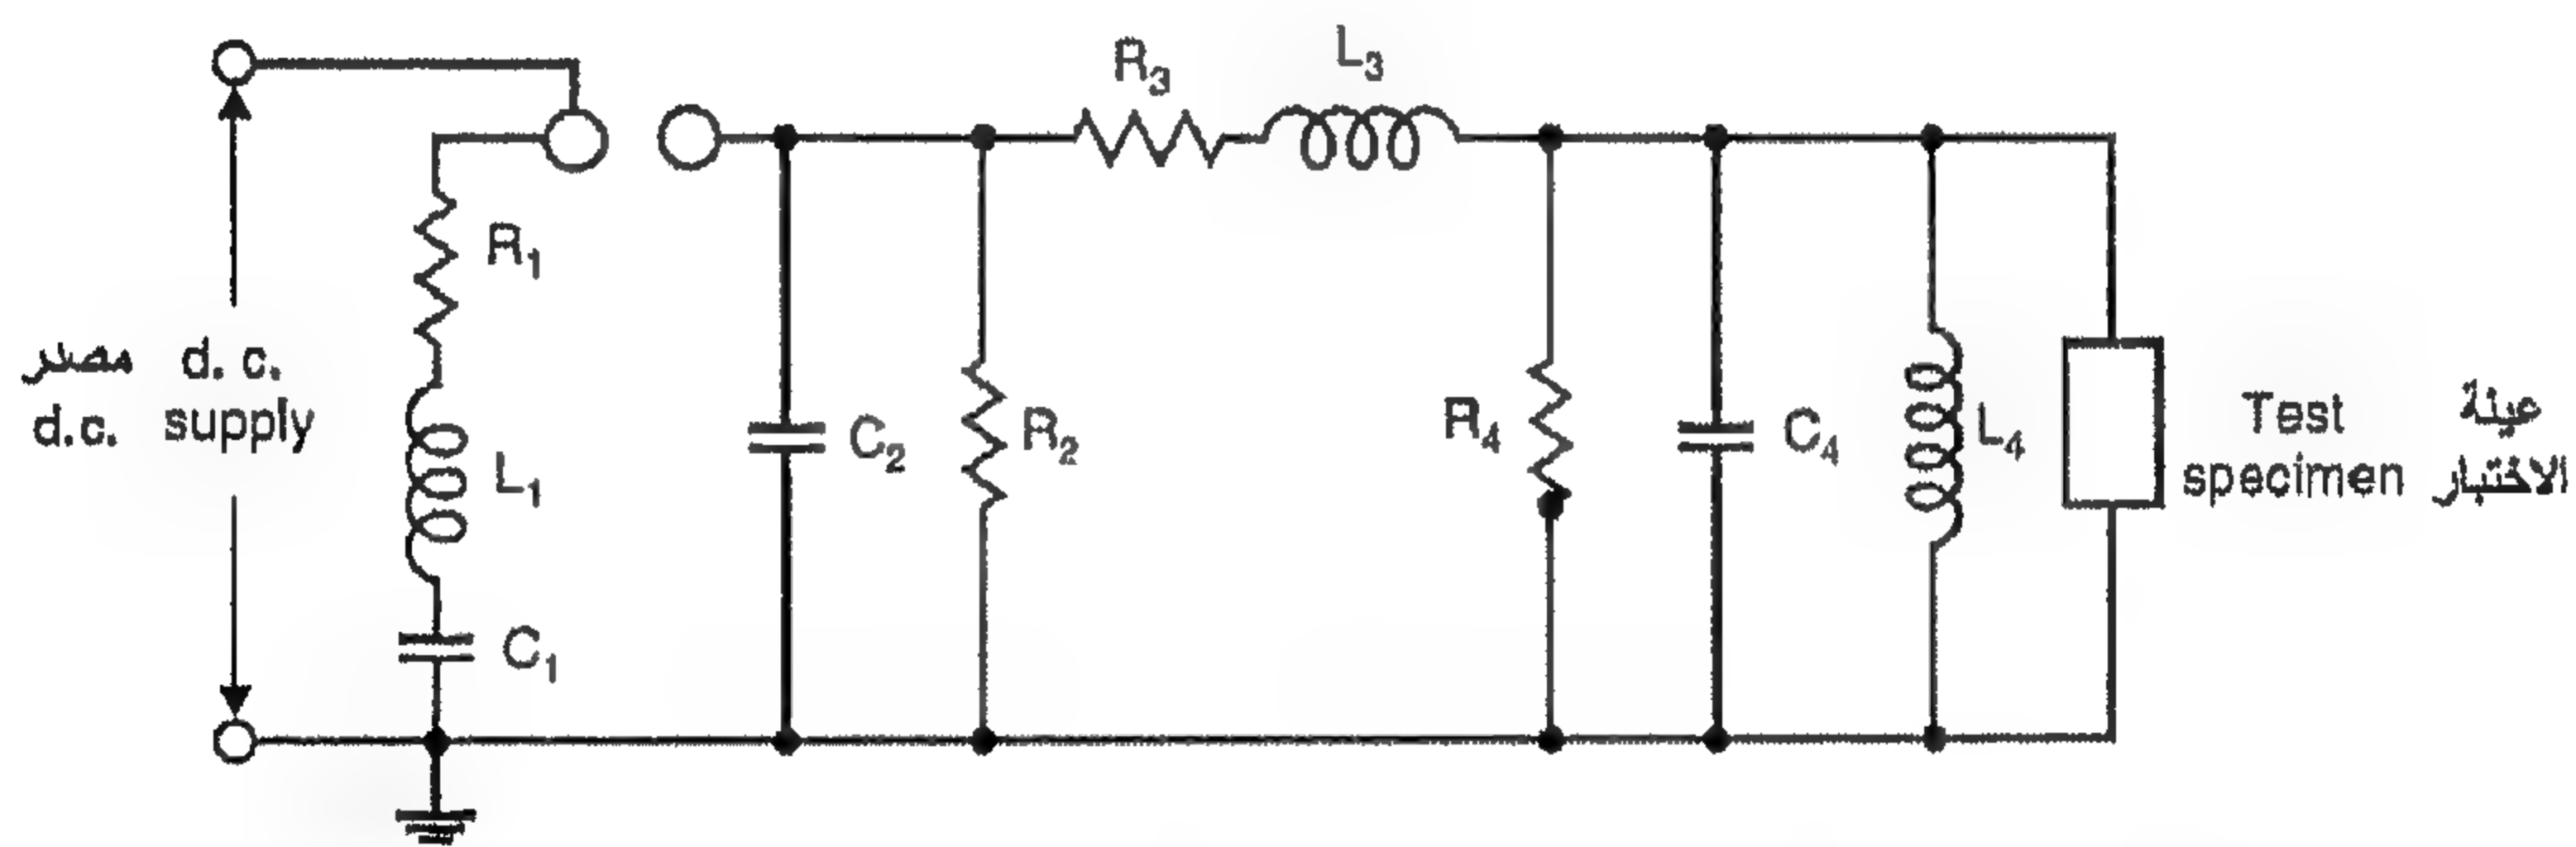 R₃
L₃
R₁
مصدر
d.c.
d. c.
supply
L₁
C₁
C₂
R₂
R₄
C₄
L₄
Test
specimen
عينة
الاختبار